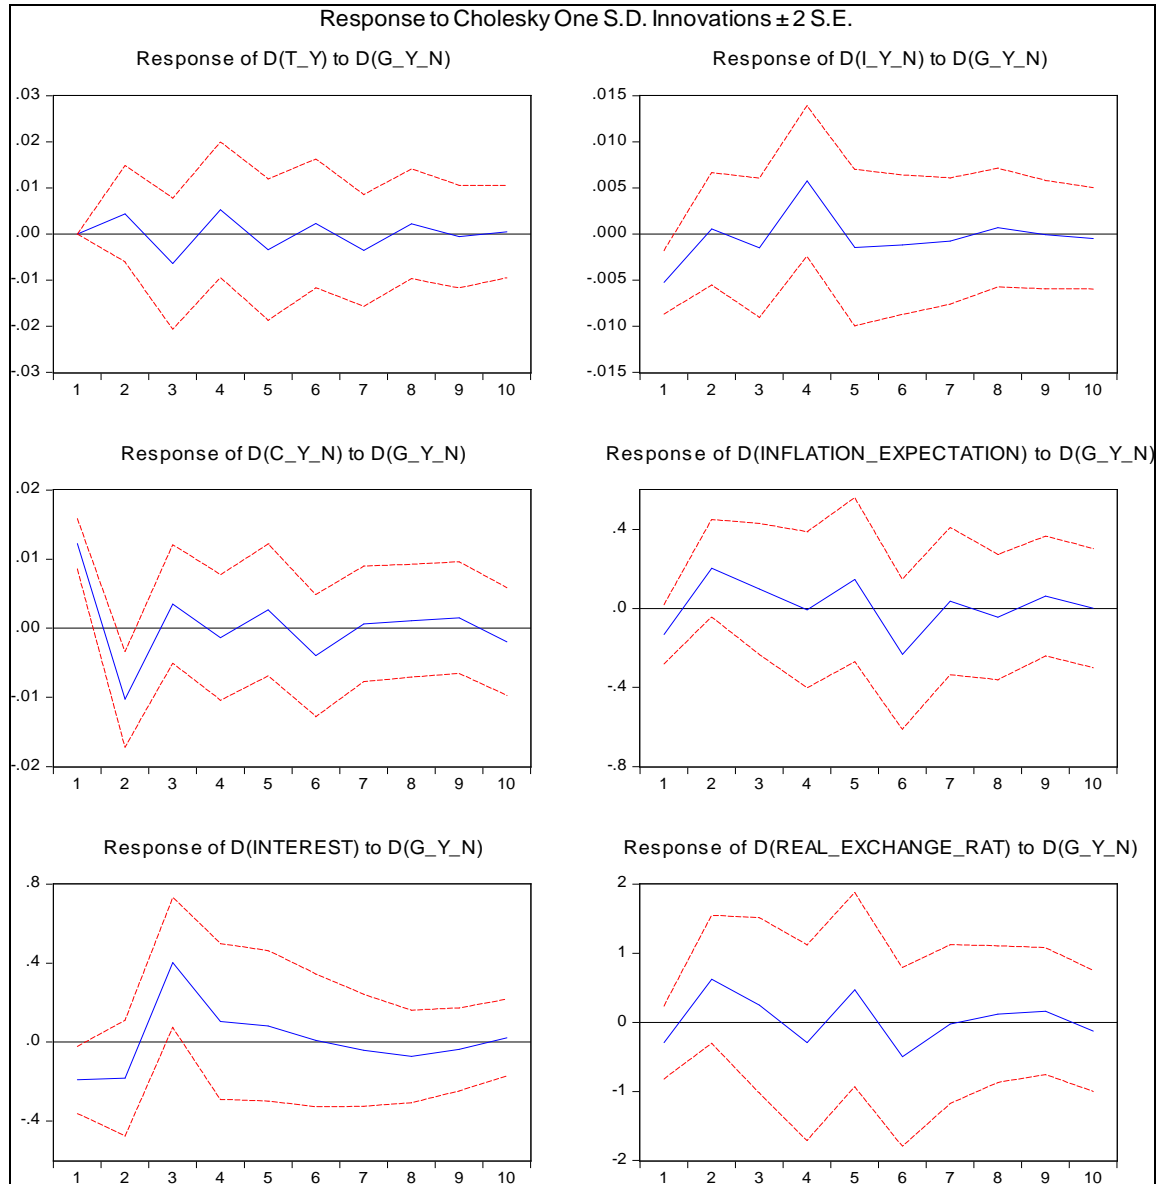 Response to Cholesky One S.D. Innovations ± 2 S.E.
Response of D(T_Y) to D(G_Y_N)
.03
.02
.01
.00
-.01
-.02
-.03
1 2 3 4 5 6 7 8 9 10
Response of D(I_Y_N) to D(G_Y_N)
.015
.010
.005
.000
-.005
-.010
-.015
1 2 3 4 5 6 7 8 9 10
Response of D(C_Y_N) to D(G_Y_N)
.02
.01
.00
-.01
-.02
1 2 3 4 5 6 7 8 9 10
Response of D(INFLATION_EXPECTATION) to D(G_Y_N)
.4
.0
-.4
-.8
1 2 3 4 5 6 7 8 9 10
Response of D(INTEREST) to D(G_Y_N)
.8
.4
.0
-.4
1 2 3 4 5 6 7 8 9 10
Response of D(REAL_EXCHANGE_RAT) to D(G_Y_N)
2
1
0
-1
-2
1 2 3 4 5 6 7 8 9 10